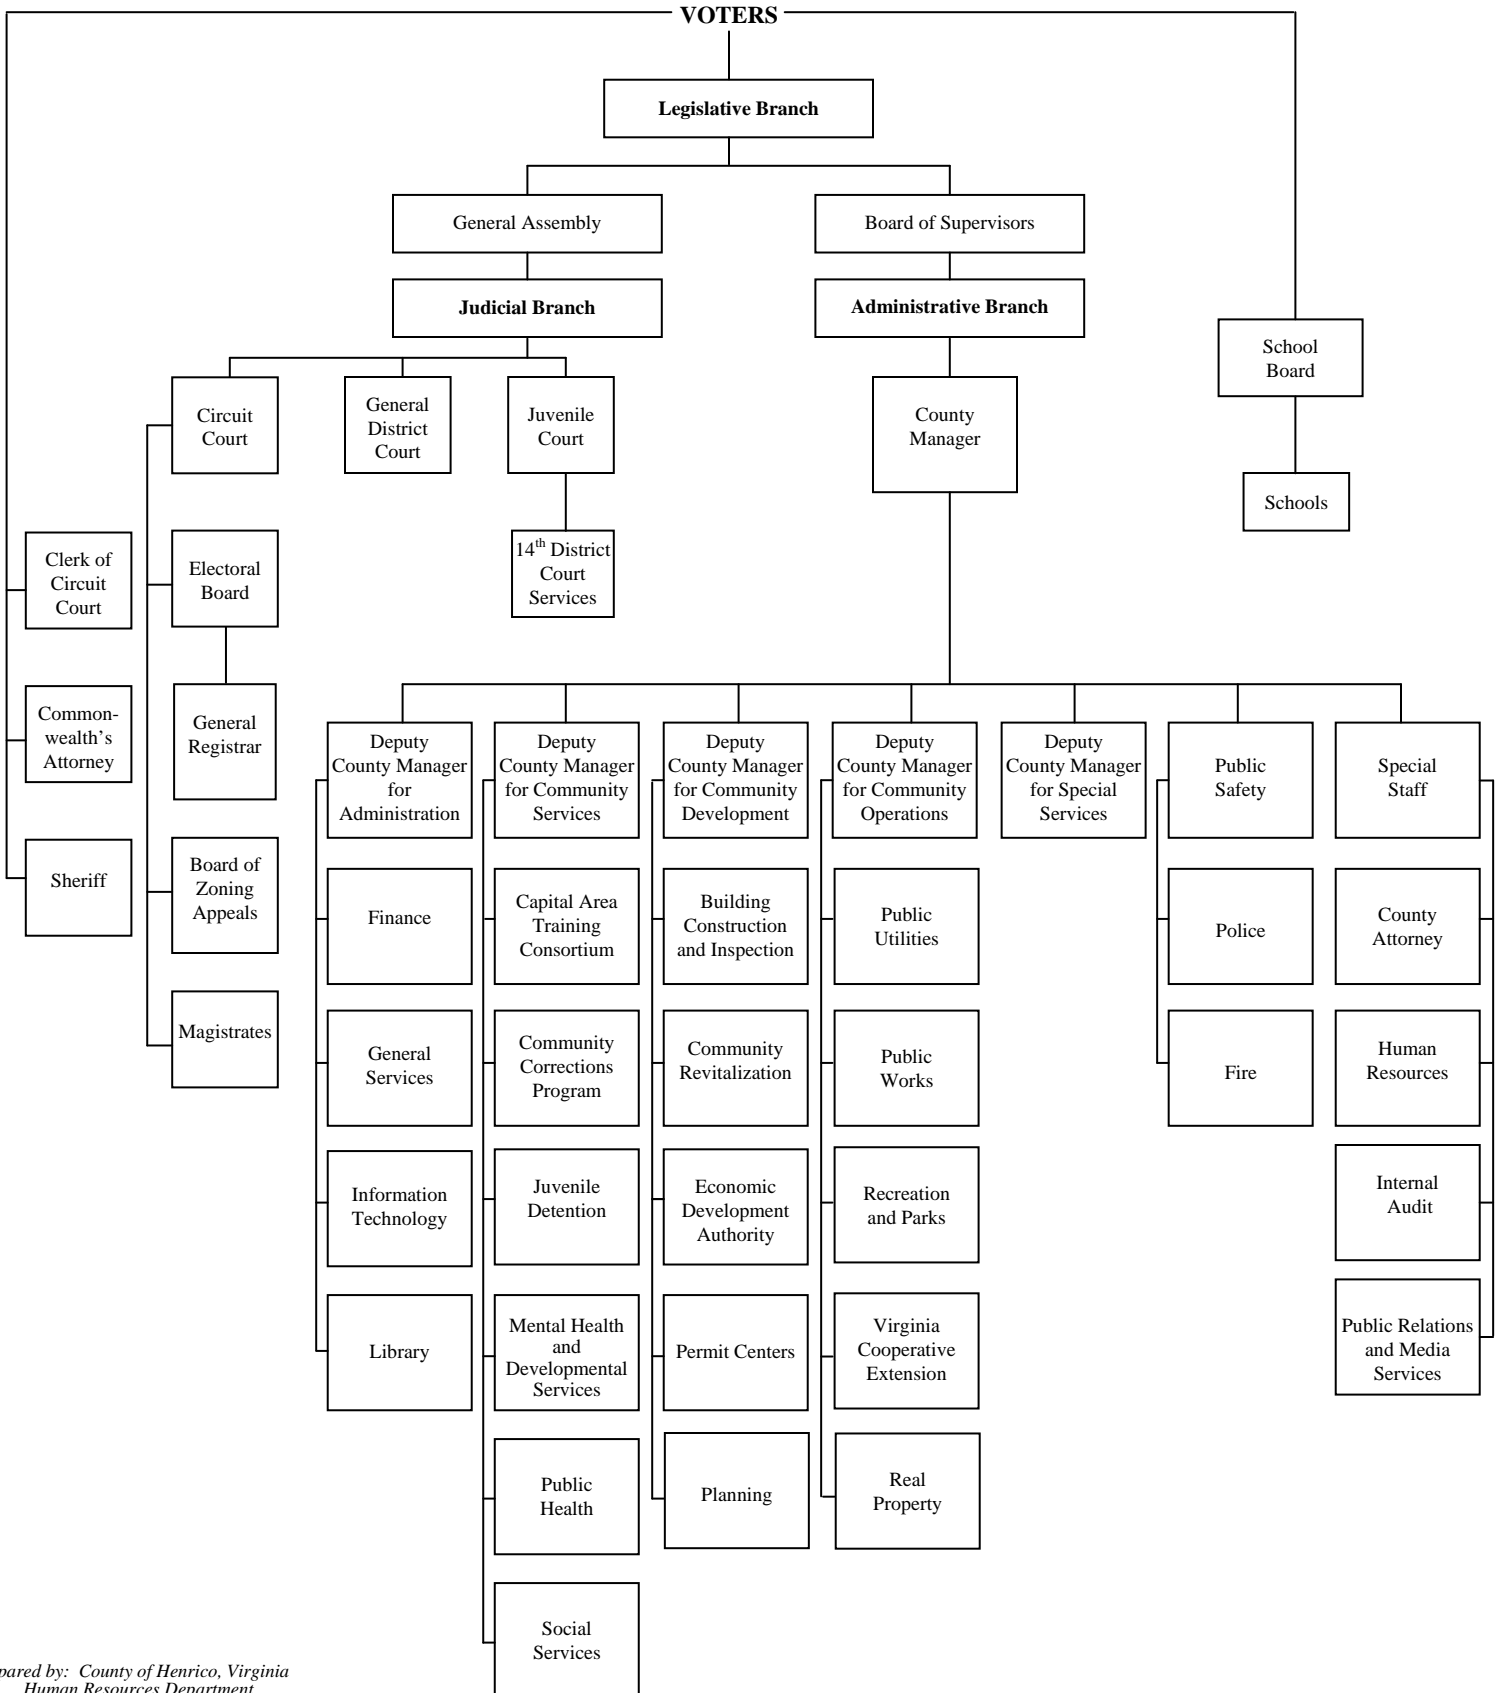 VOTERS
Legislative Branch
General Assembly
Board of Supervisors
Judicial Branch
Administrative Branch
School
Board
Circuit
Court
General
District
Court
Juvenile
Court
County
Manager
Schools
Clerk of
Circuit
Court
Electoral
Board
14th District
Court
Services
Common-
wealth's
Attorney
General
Registrar
Sheriff
Board of
Zoning
Appeals
Magistrates
Deputy
County Manager
for
Administration
Finance
General
Services
Information
Technology
Library
Deputy
County Manager
for Community
Services
Capital Area
Training
Consortium
Community
Corrections
Program
Juvenile
Detention
Mental Health
and
Developmental
Services
Public
Health
Social
Services
Deputy
County Manager
for Community
Development
Building
Construction
and Inspection
Community
Revitalization
Economic
Development
Authority
Permit Centers
Planning
Deputy
County Manager
for Community
Operations
Public
Utilities
Public
Works
Recreation
and Parks
Virginia
Cooperative
Extension
Real
Property
Deputy
County Manager
for Special
Services
Public
Safety
Police
Fire
Special
Staff
County
Attorney
Human
Resources
Internal
Audit
Public Relations
and Media
Services
pared by: County of Henrico, Virginia
Human Resources Department